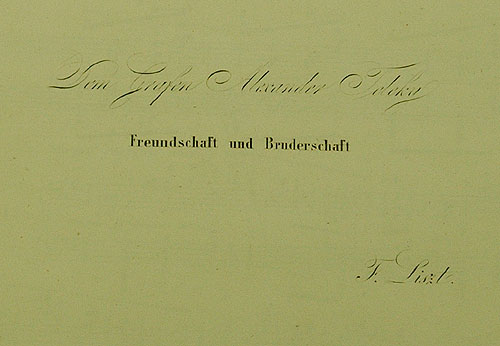 Dem Grafen Alexander Teleky
Freundschaft und Bruderschaft
F. Liszt.